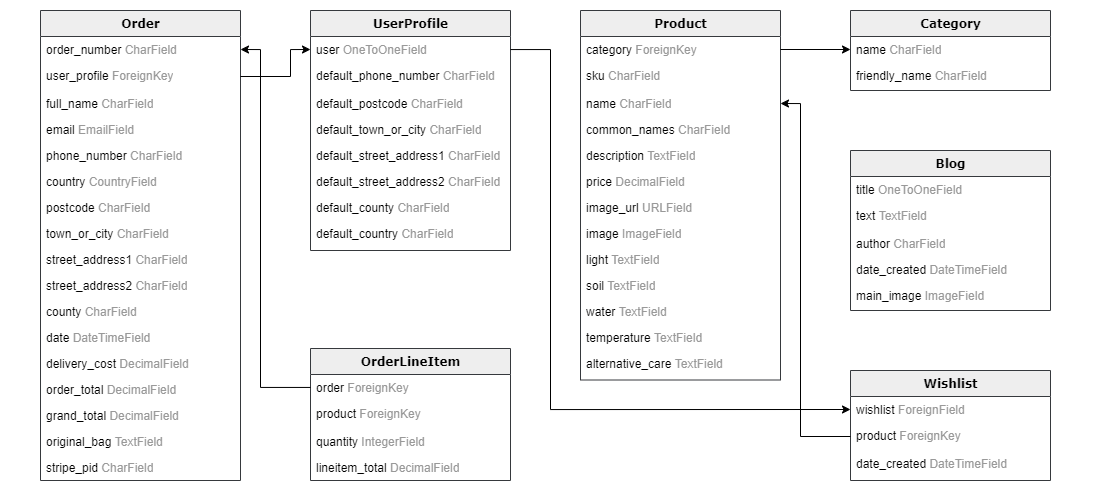 Order
order_number CharField
user_profile ForeignKey
full_name CharField
email EmailField
phone_number CharField
country CountryField
postcode CharField
town_or_city CharField
street_address1 CharField
street_address2 CharField
county CharField
date DateTimeField
delivery_cost DecimalField
order_total DecimalField
grand_total DecimalField
original_bag TextField
stripe_pid CharField
UserProfile
user OneToOneField
default_phone_number CharField
default_postcode CharField
default_town_or_city CharField
default_street_address1 CharField
default_street_address2 CharField
default_county CharField
default_country CharField
OrderLineItem
order ForeignKey
product ForeignKey
quantity IntegerField
lineitem_total DecimalField
Product
category ForeignKey
sku CharField
name CharField
common_names CharField
description TextField
price DecimalField
image_url URLField
image ImageField
light TextField
soil TextField
water TextField
temperature TextField
alternative_care TextField
Category
name CharField
friendly_name CharField
Blog
title OneToOneField
text TextField
author CharField
date_created DateTimeField
main_image ImageField
Wishlist
wishlist ForeignField
product ForeignKey
date_created DateTimeField